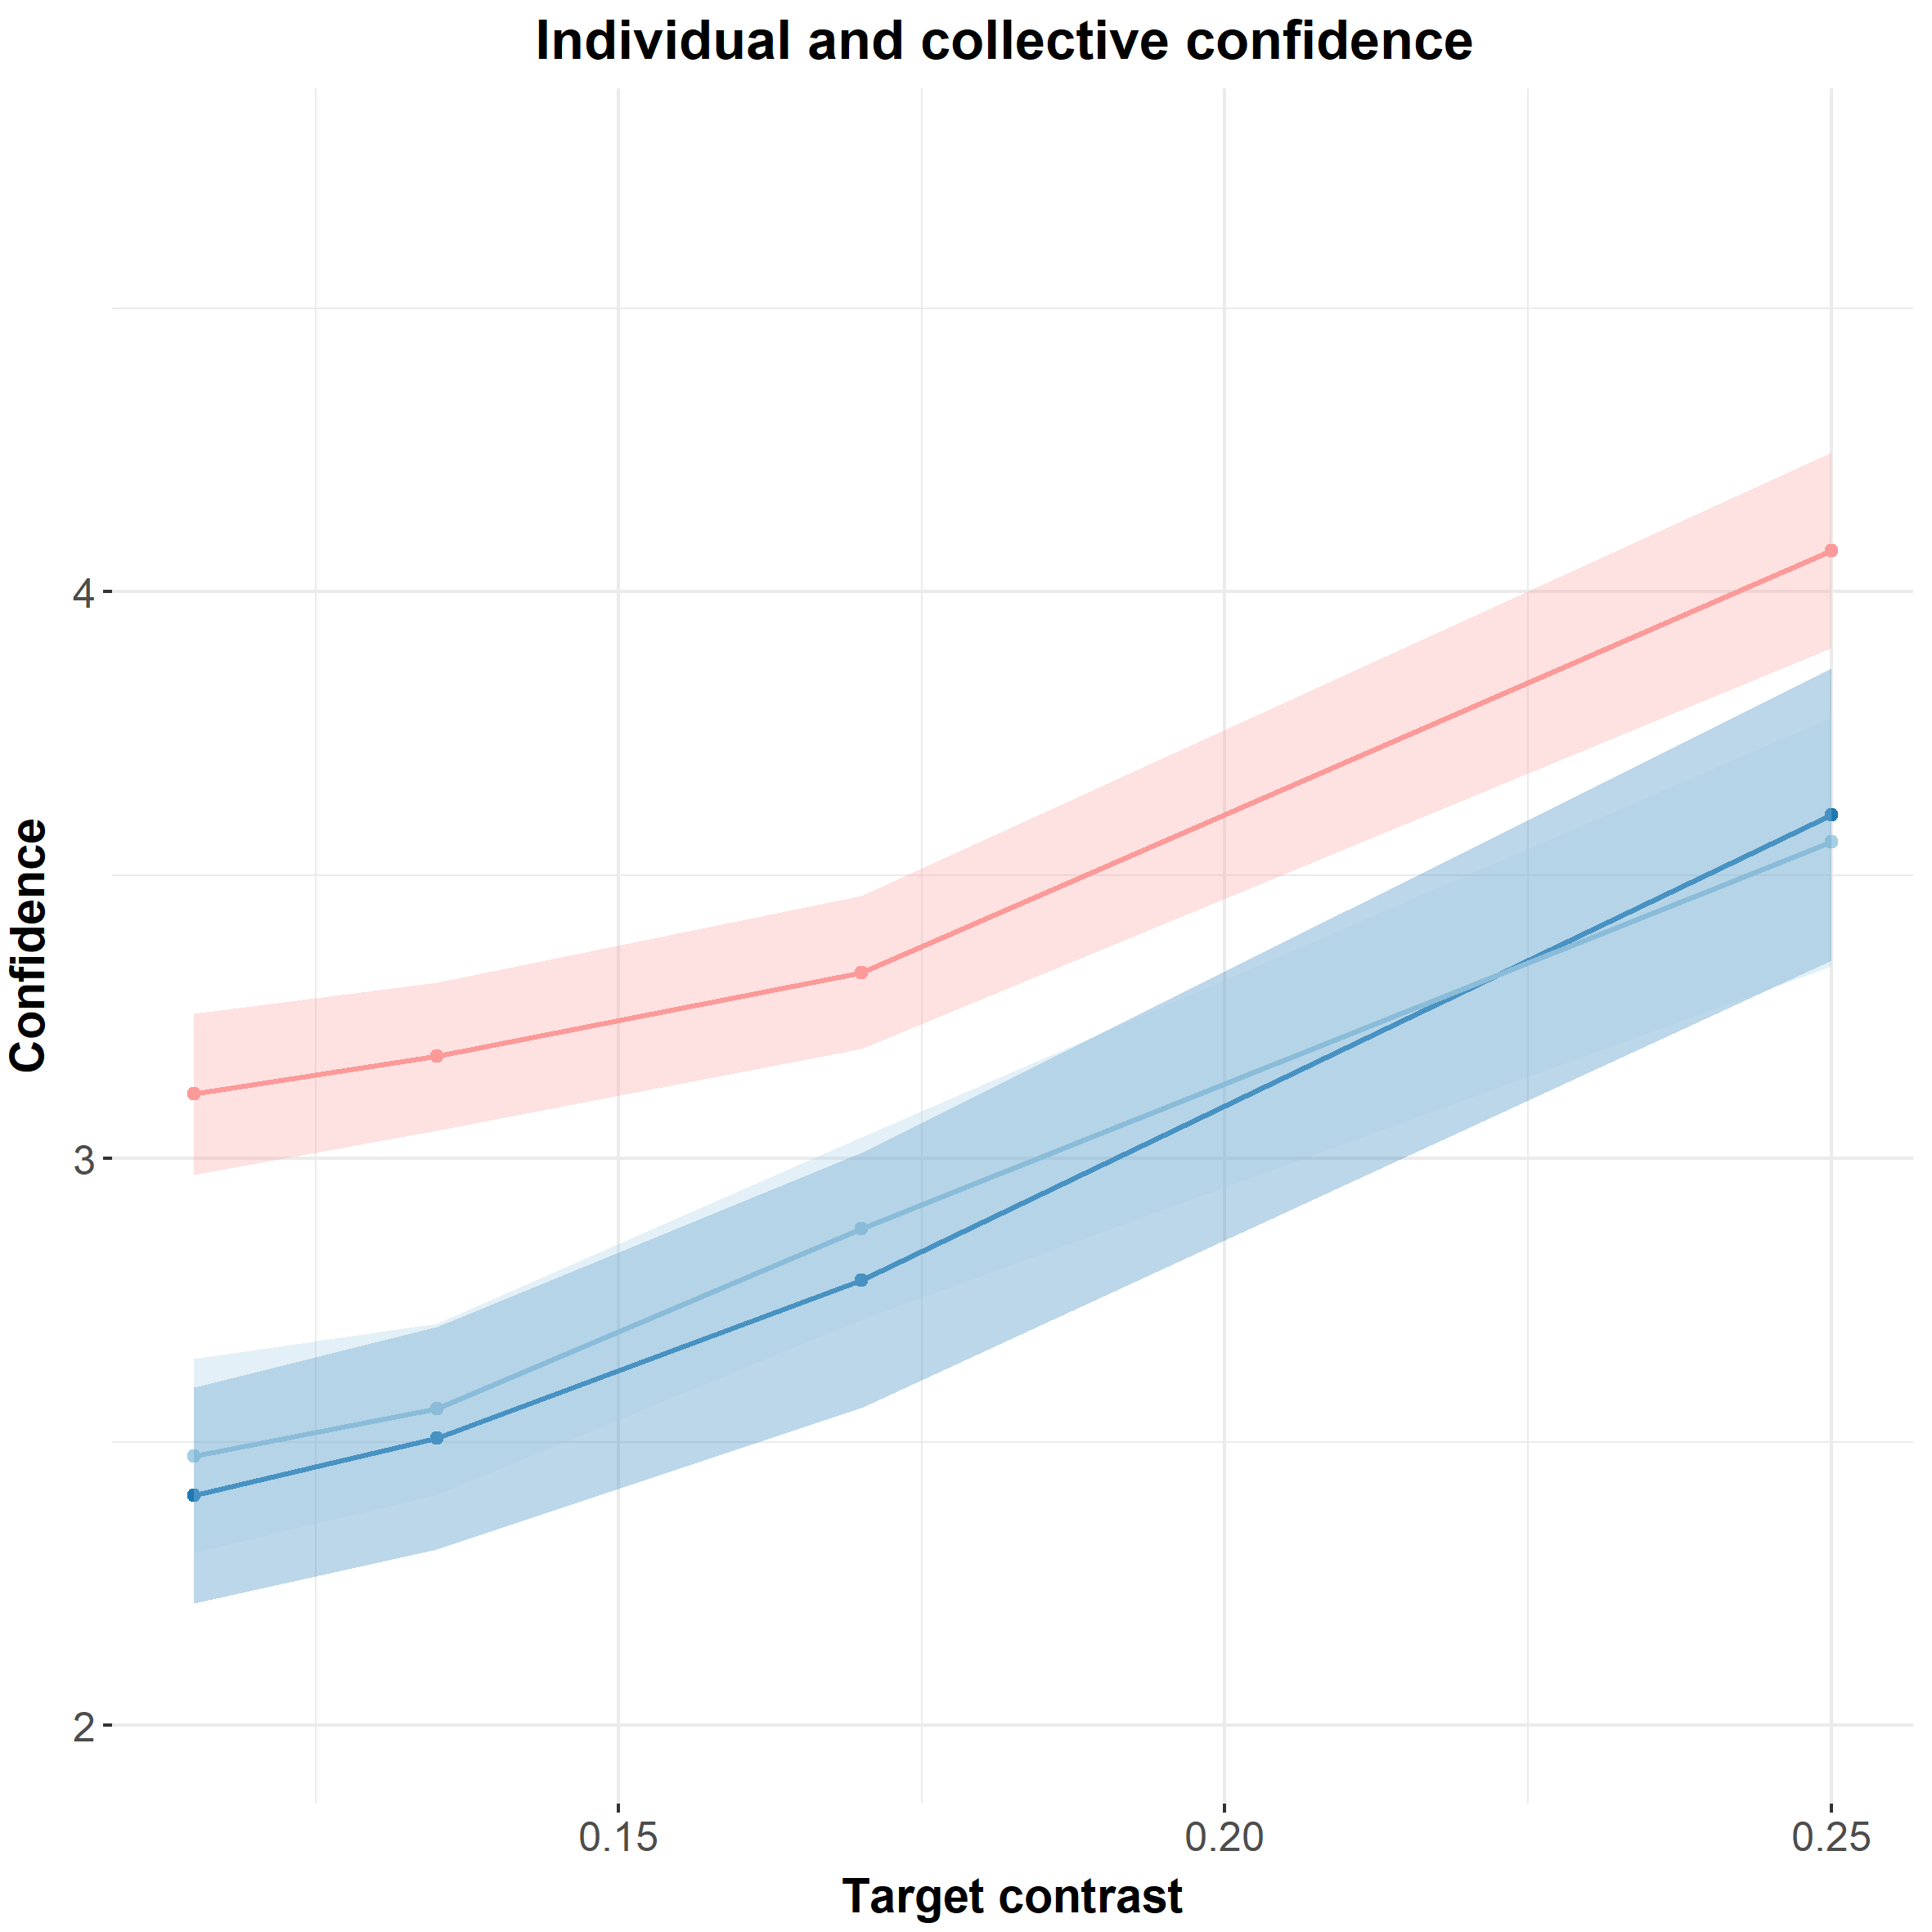 Individual and collective confidence
Confidence
4
3
2
0.15
0.20
0.25
Target contrast